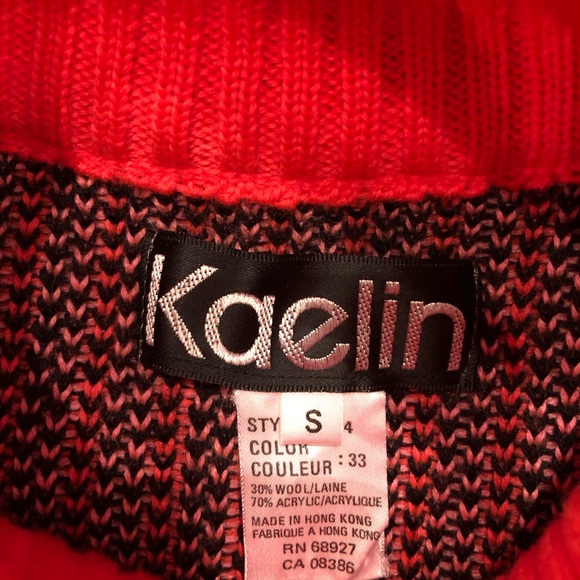 Kaelin
S
STY 4
COLOR
COULEUR : 33
30% WOOL/LAINE
70% ACRYLIC/ACRYLIQUE
MADE IN HONG KONG
FABRIQUE A HONG KONG
RN 68927
CA 08386